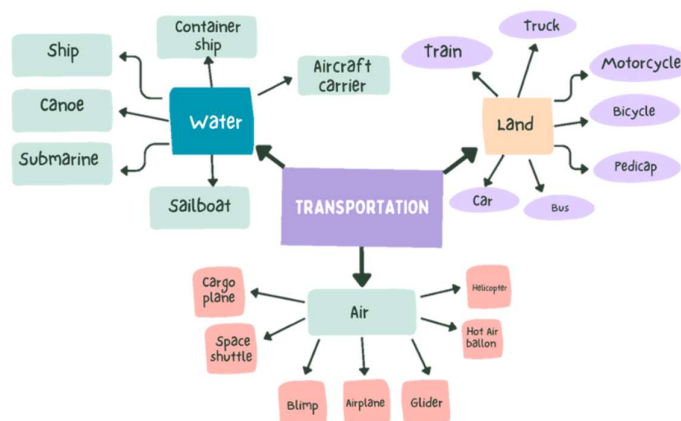 Container
ship
Ship
Aircraft
carrier
Canoe
Water
Submarine
Sailboat
Truck
Train
Motorcycle
Land
Bicycle
Pedicap
Car
Bus
TRANSPORTATION
Cargo
plane
Air
Helicopter
Space
shuttle
Hot Air
ballon
Blimp
Airplane
Glider